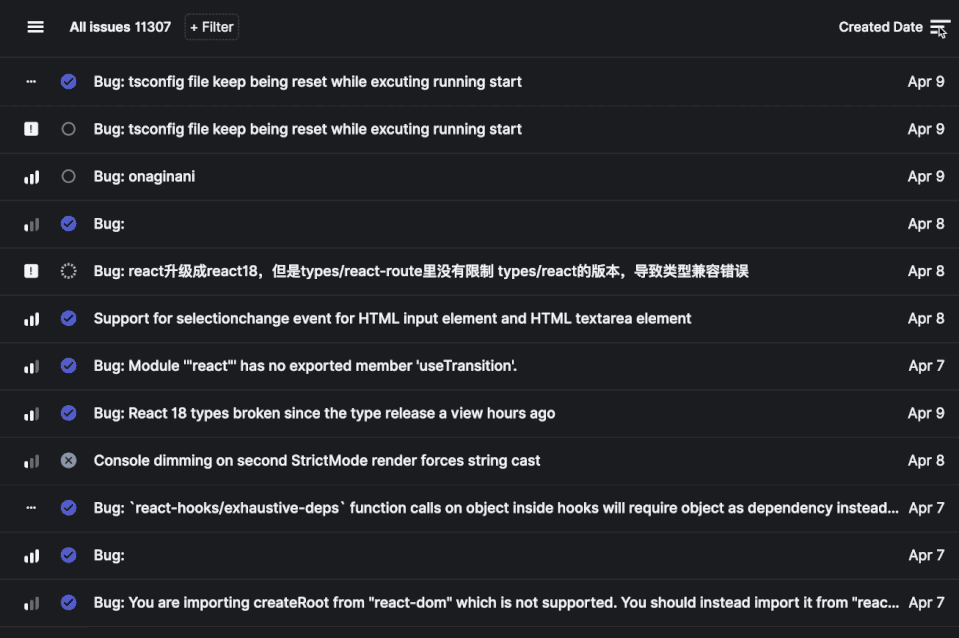 All issues 11307 + Filter Created Date
Bug: tsconfig file keep being reset while excuting running start Apr 9
Bug: tsconfig file keep being reset while excuting running start Apr 9
Bug: onaginani Apr 9
Bug: Apr 8
Bug: react升级成react18，但是types/react-route里没有限制 types/react的版本，导致类型兼容错误 Apr 8
Support for selectionchange event for HTML input element and HTML textarea element Apr 8
Bug: Module '"react"' has no exported member 'useTransition'. Apr 7
Bug: React 18 types broken since the type release a view hours ago Apr 9
Console dimming on second StrictMode render forces string cast Apr 8
Bug: `react-hooks/exhaustive-deps` function calls on object inside hooks will require object as dependency instead... Apr 7
Bug: Apr 7
Bug: You are importing createRoot from "react-dom" which is not supported. You should instead import it from "reac... Apr 7